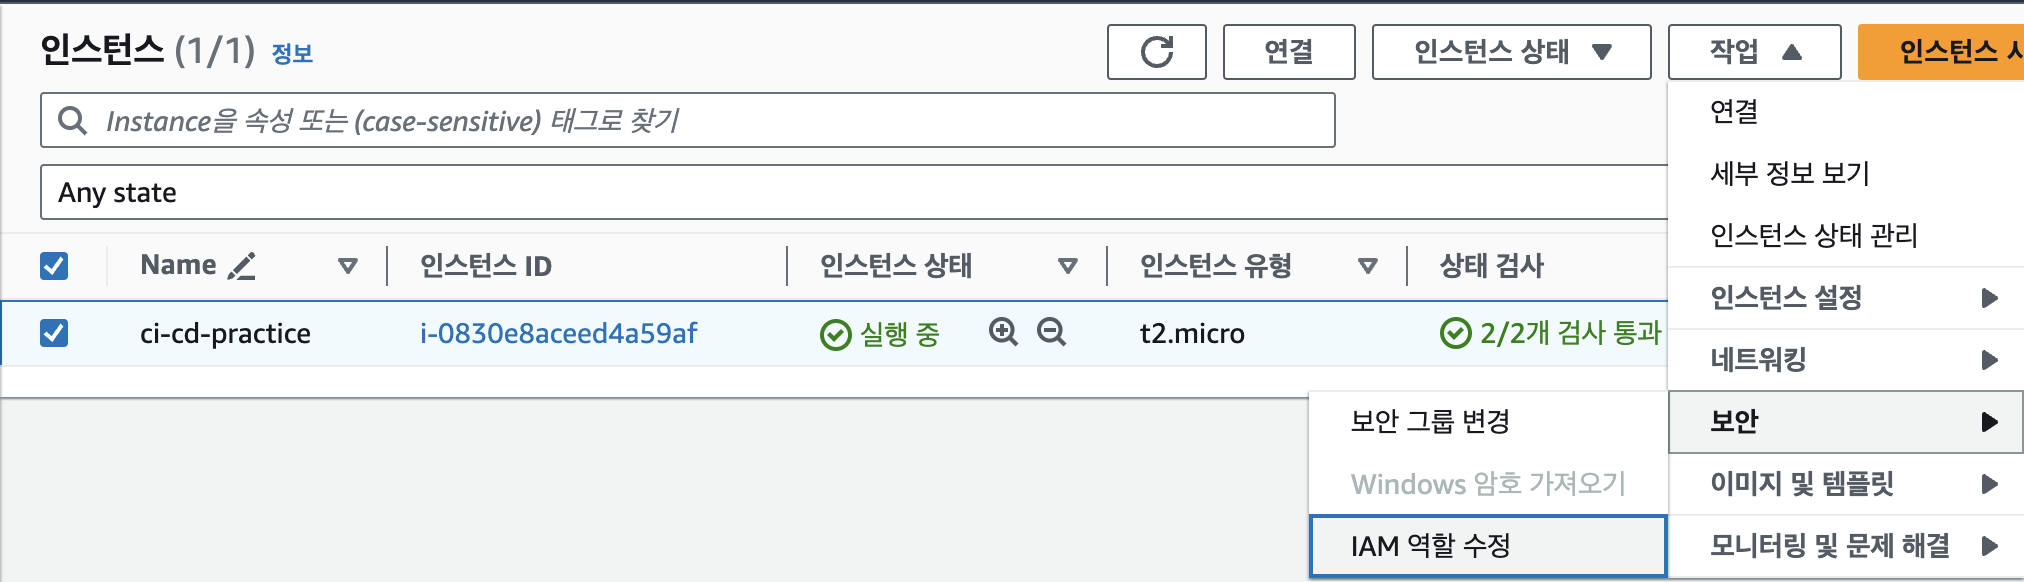 인스턴스 (1/1) 정보
연결
인스턴스 상태
작업
인스턴스
Instance을 속성 또는 (case-sensitive) 태그로 찾기
Any state
Name
인스턴스 ID
인스턴스 상태
인스턴스 유형
상태 검사
ci-cd-practice
i-0830e8aceed4a59af
실행 중
t2.micro
2/2개 검사 통과
연결
세부 정보 보기
인스턴스 상태 관리
인스턴스 설정
네트워킹
보안
이미지 및 템플릿
모니터링 및 문제 해결
보안 그룹 변경
Windows 암호 가져오기
IAM 역할 수정